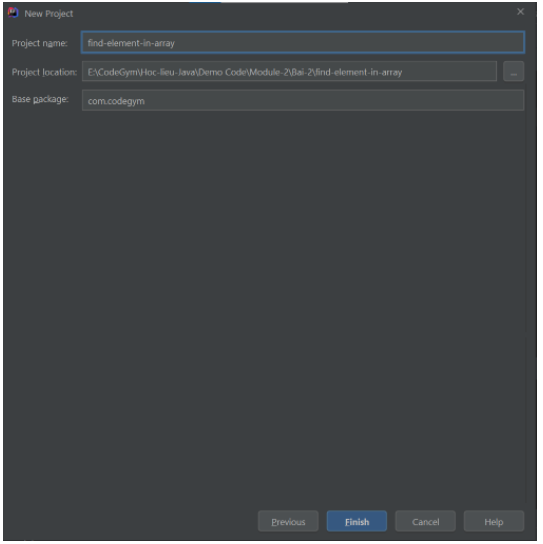 New Project
Project name: find-element-in-array
Project location: E:\CodeGym\Hoc-lieu-Java\Demo Code\Module-2\Bai-2\find-element-in-array ...
Base package: com.codegym
Previous Finish Cancel Help